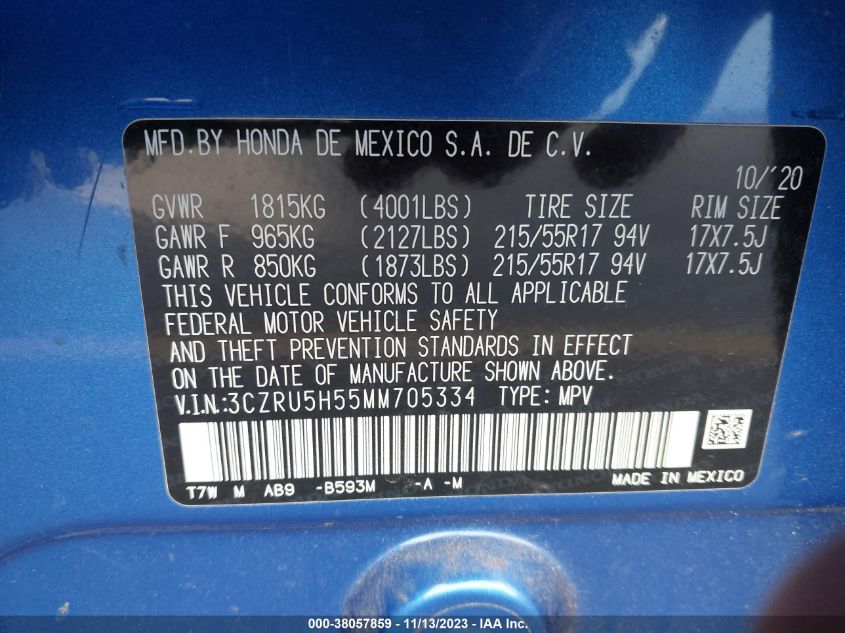 MFD.BY HONDA DE MEXICO S.A. DE C.V.
10/'20
GVWR 1815KG (4001LBS) TIRE SIZE RIM SIZE
GAWR F 965KG (2127LBS) 215/55R17 94V 17X7.5J
GAWR R 850KG (1873LBS) 215/55R17 94V 17X7.5J
THIS VEHICLE CONFORMS TO ALL APPLICABLE
FEDERAL MOTOR VEHICLE SAFETY
AND THEFT PREVENTION STANDARDS IN EFFECT
ON THE DATE OF MANUFACTURE SHOWN ABOVE.
V.I.N.:3CZRU5H55MM705334 TYPE: MPV
T7W M AB9 -B593M -A -M MADE IN MEXICO
000-38057859 - 11/13/2023 - IAA Inc.